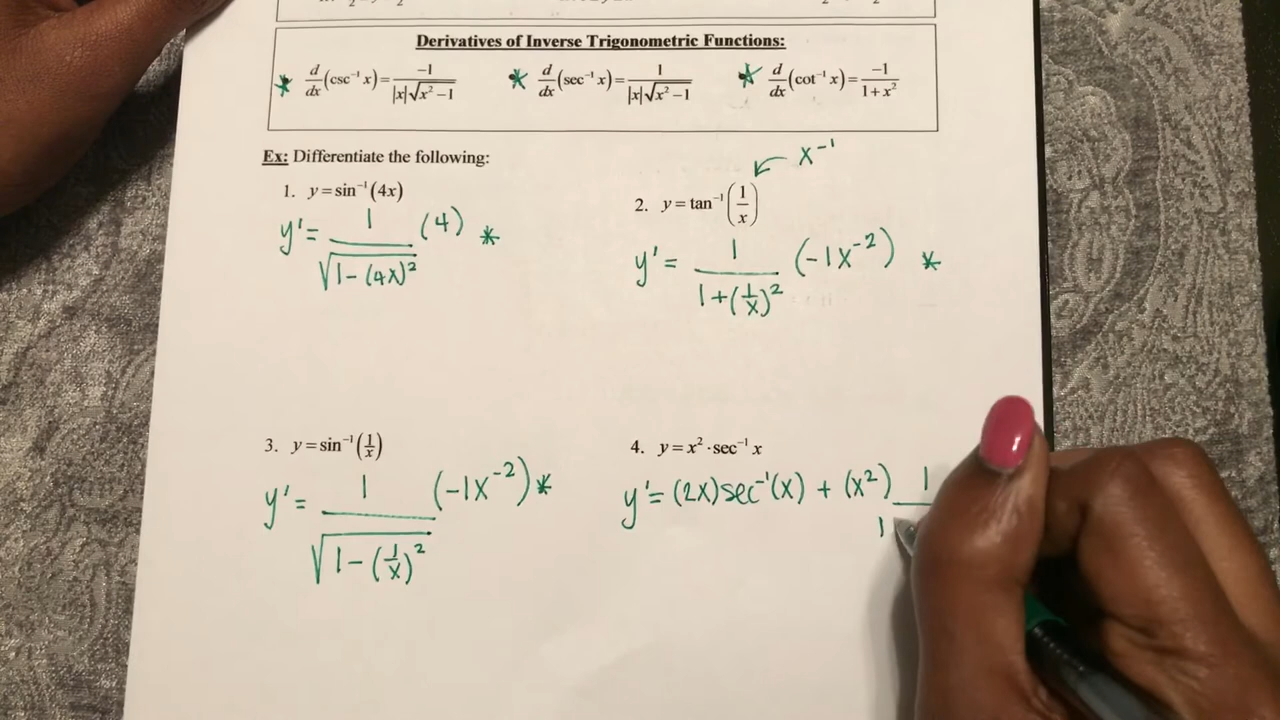 Derivatives of Inverse Trigonometric Functions:
* d/dx (csc⁻¹ x) = -1/(|x|√(x² -1)) * d/dx (sec⁻¹ x) = 1/(|x|√(x² -1)) * d/dx (cot⁻¹ x) = -1/(1+x²)
Ex: Differentiate the following:
x⁻¹
1. y = sin⁻¹(4x)
y' = 1/√(1-(4x)²) (4) *
2. y = tan⁻¹(1/x)
y' = 1/(1+(1/x)²) (-1x⁻²) *
3. y = sin⁻¹(1/x)
y' = 1/√(1-(1/x)²) (-1x⁻²) *
4. y = x² · sec⁻¹ x
y' = (2x)sec⁻¹(x) + (x²) 1/|